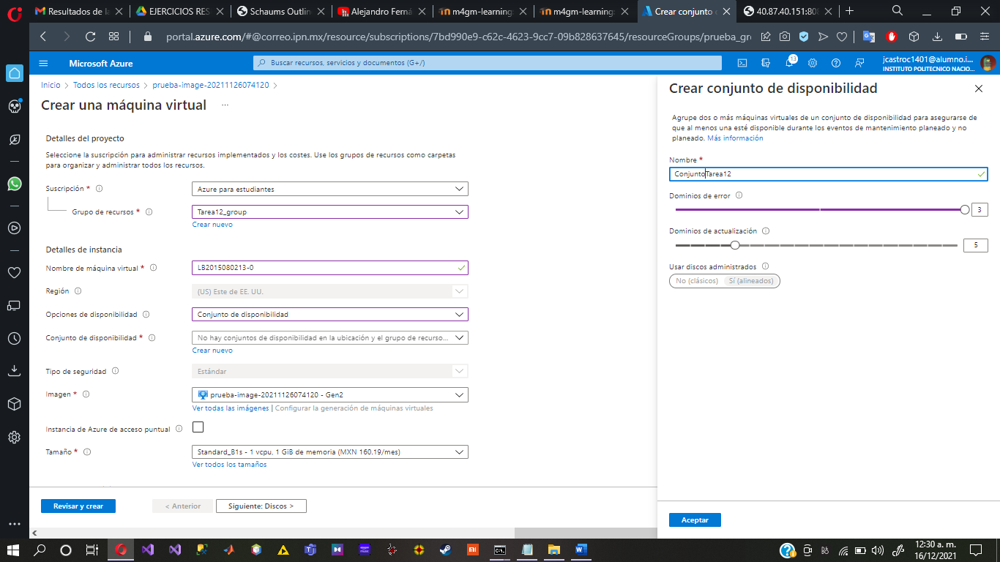 Resultados de la
EJERCICIOS RES
Schaums Outlin
Alejandro Ferná
m4gm-learning
m4gm-learning
Crear conjunto
40.87.40.151:808
portal.azure.com/#@correo.ipn.mx/resource/subscriptions/7bd990e9-c62c-4623-9cc7-09b828637645/resourceGroups/prueba_gr
Microsoft Azure
Buscar recursos, servicios y documentos (G+/)
13
jcastroc1401@alumno.i...
INSTITUTO POLITECNICO NACIO...
Inicio > Todos los recursos > prueba-image-20211126074120 >
Crear una máquina virtual ...
Detalles del proyecto
Seleccione la suscripción para administrar recursos implementados y los costes. Use los grupos de recursos como carpetas
para organizar y administrar todos los recursos.
Suscripción *
Azure para estudiantes
Grupo de recursos *
Tarea12_group
Crear nuevo
Detalles de instancia
Nombre de máquina virtual *
LB2015080213-0
Región
(US) Este de EE. UU.
Opciones de disponibilidad
Conjunto de disponibilidad
Conjunto de disponibilidad *
No hay conjuntos de disponibilidad en la ubicación y el grupo de recurso...
Crear nuevo
Tipo de seguridad
Estándar
Imagen *
prueba-image-20211126074120 - Gen2
Ver todas las imágenes | Configurar la generación de máquinas virtuales
Instancia de Azure de acceso puntual
Tamaño *
Standard_B1s - 1 vcpu, 1 GiB de memoria (MXN 160.19/mes)
Ver todos los tamaños
Revisar y crear
< Anterior
Siguiente: Discos >
Crear conjunto de disponibilidad
Agrupe dos o más máquinas virtuales de un conjunto de disponibilidad para asegurarse de
que al menos una esté disponible durante los eventos de mantenimiento planeado y no
planeado. Más información
Nombre *
ConjuntoTarea12
Dominios de error
3
Dominios de actualización
5
Usar discos administrados
No (clásicos)
Sí (alineados)
Aceptar
12:30 a. m.
16/12/2021